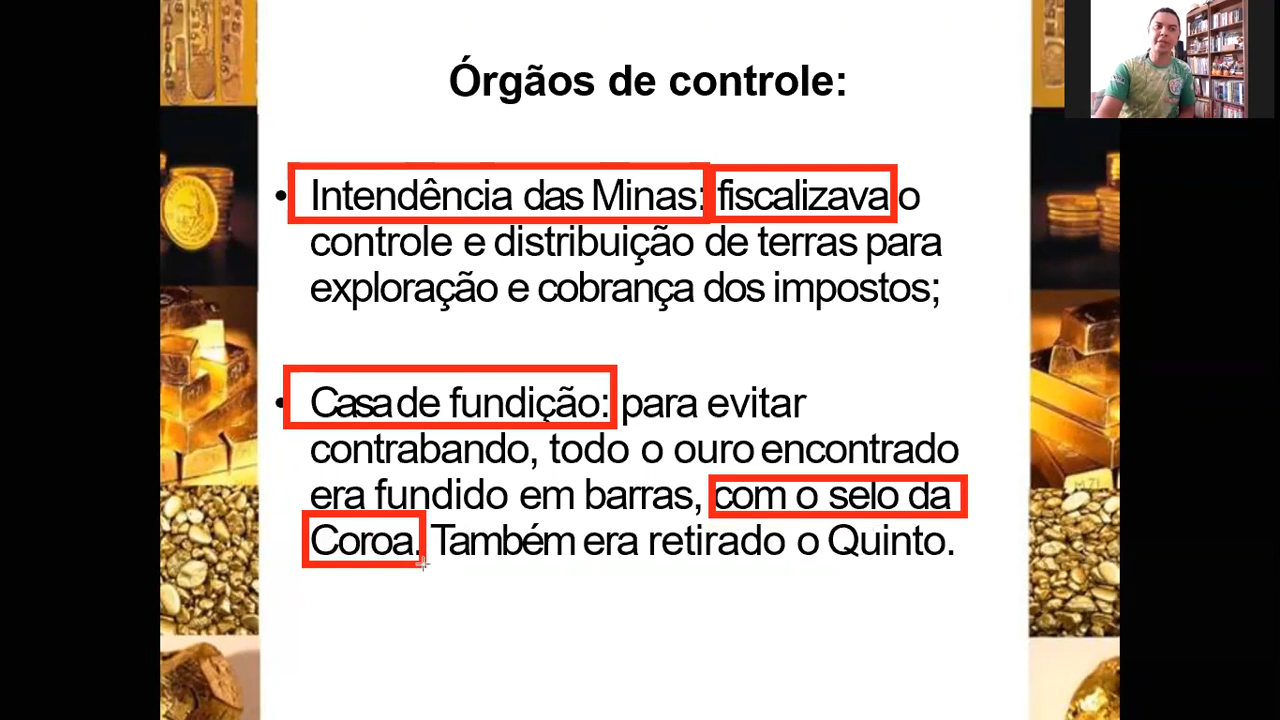 Órgãos de controle:
• Intendência das Minas: fiscalizava o
controle e distribuição de terras para
exploração e cobrança dos impostos;
• Casa de fundição: para evitar
contrabando, todo o ouro encontrado
era fundido em barras, com o selo da
Coroa. Também era retirado o Quinto.